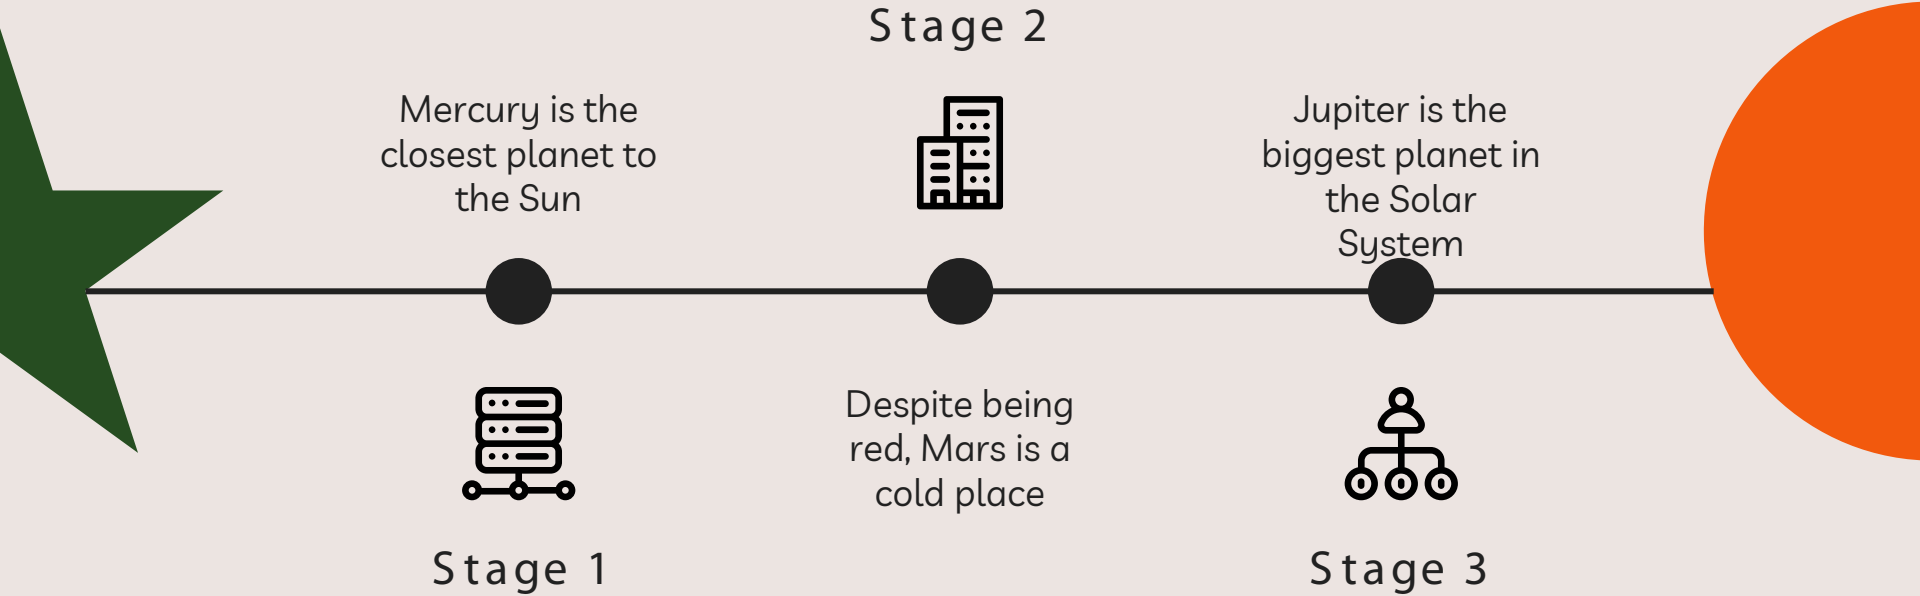 Stage 2
Mercury is the
closest planet to
the Sun
Jupiter is the
biggest planet in
the Solar
System
Despite being
red, Mars is a
cold place
Stage 1
Stage 3